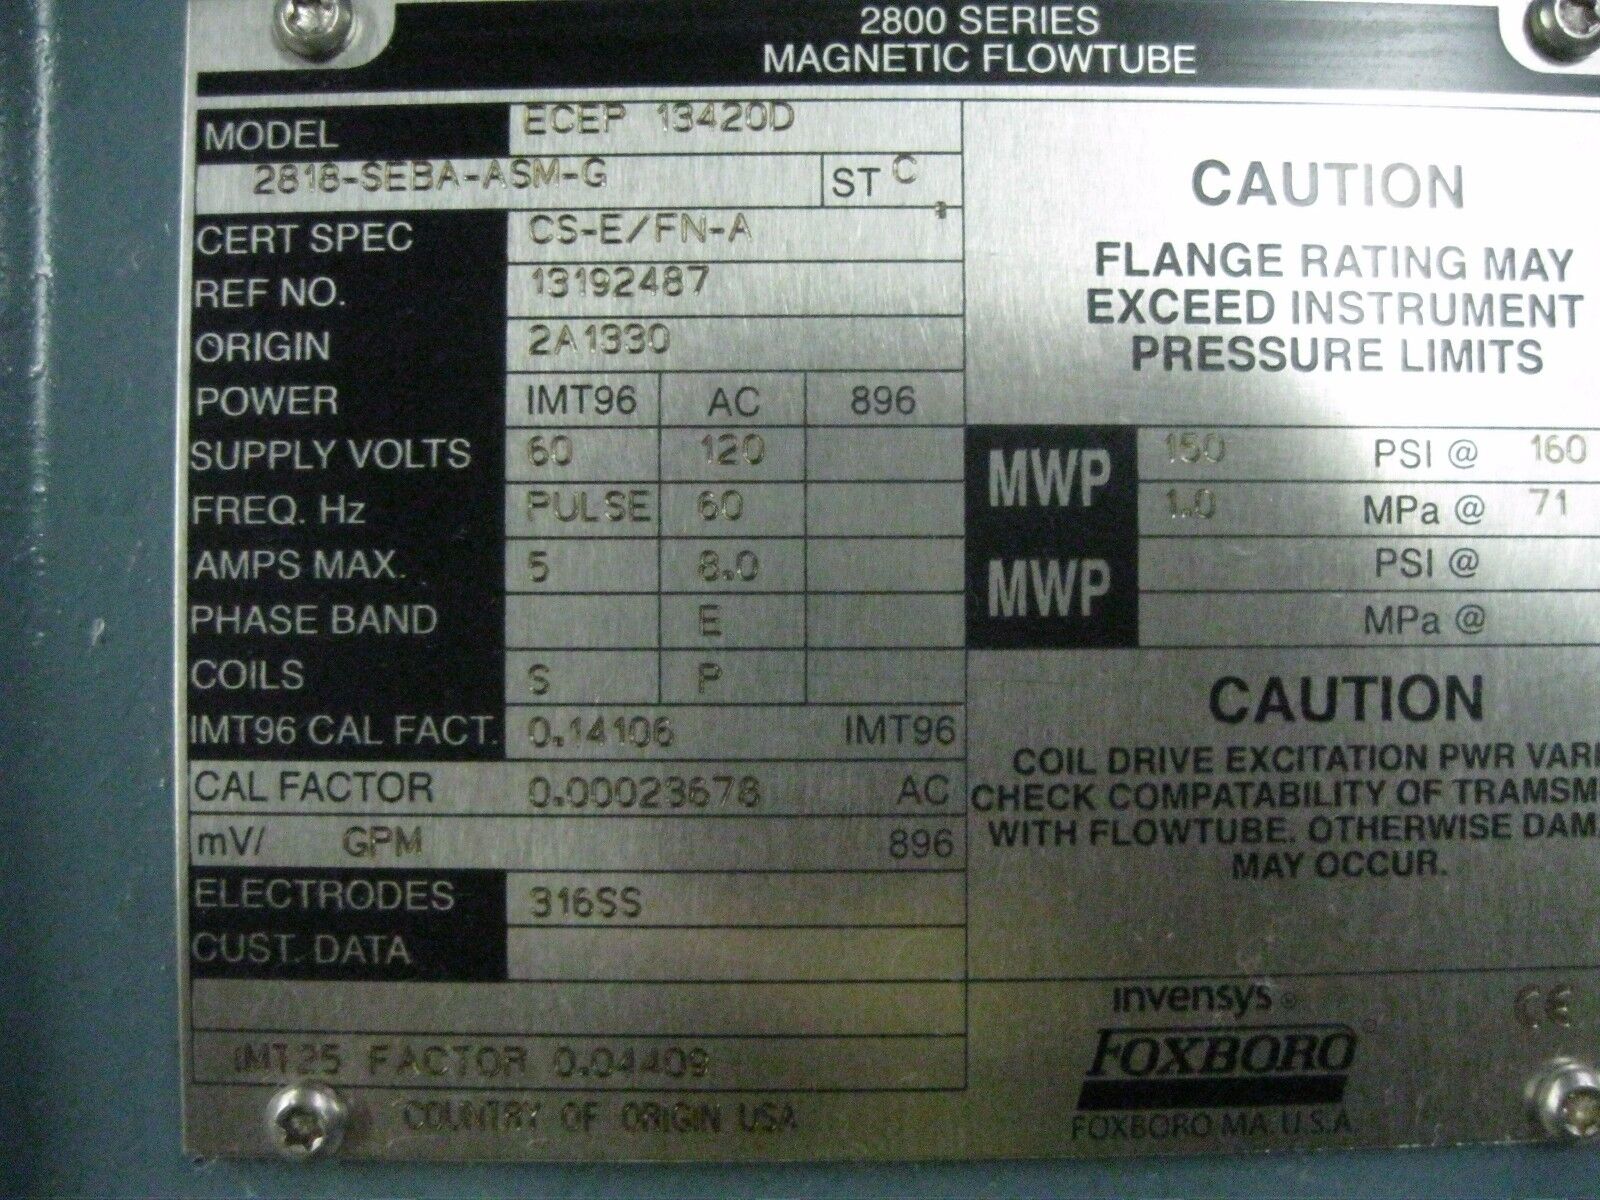 2800 SERIES
MAGNETIC FLOWTUBE
MODEL ECEP 13420D
2818-SEBA-ASM-G ST C
CERT SPEC CS-E/FN-A
REF NO. 13192487
ORIGIN 2A1330
POWER IMT96 AC 896
SUPPLY VOLTS 60 120
FREQ. Hz PULSE 60
AMPS MAX. 5 8.0
PHASE BAND E
COILS S P
IMT96 CAL FACT. 0.14106 IMT96
CAL FACTOR 0.00023678 AC
mV/ GPM 896
ELECTRODES 316SS
CUST. DATA
IMT25 FACTOR 0.04409
COUNTRY OF ORIGIN USA
CAUTION
FLANGE RATING MAY
EXCEED INSTRUMENT
PRESSURE LIMITS
MWP 150 PSI @ 160
1.0 MPa @ 71
MWP PSI @
MPa @
CAUTION
COIL DRIVE EXCITATION PWR VARI
CHECK COMPATABILITY OF TRAMSM
WITH FLOWTUBE. OTHERWISE DAM
MAY OCCUR.
invensys®
FOXBORO®
CE
FOXBORO MA. U.S.A.